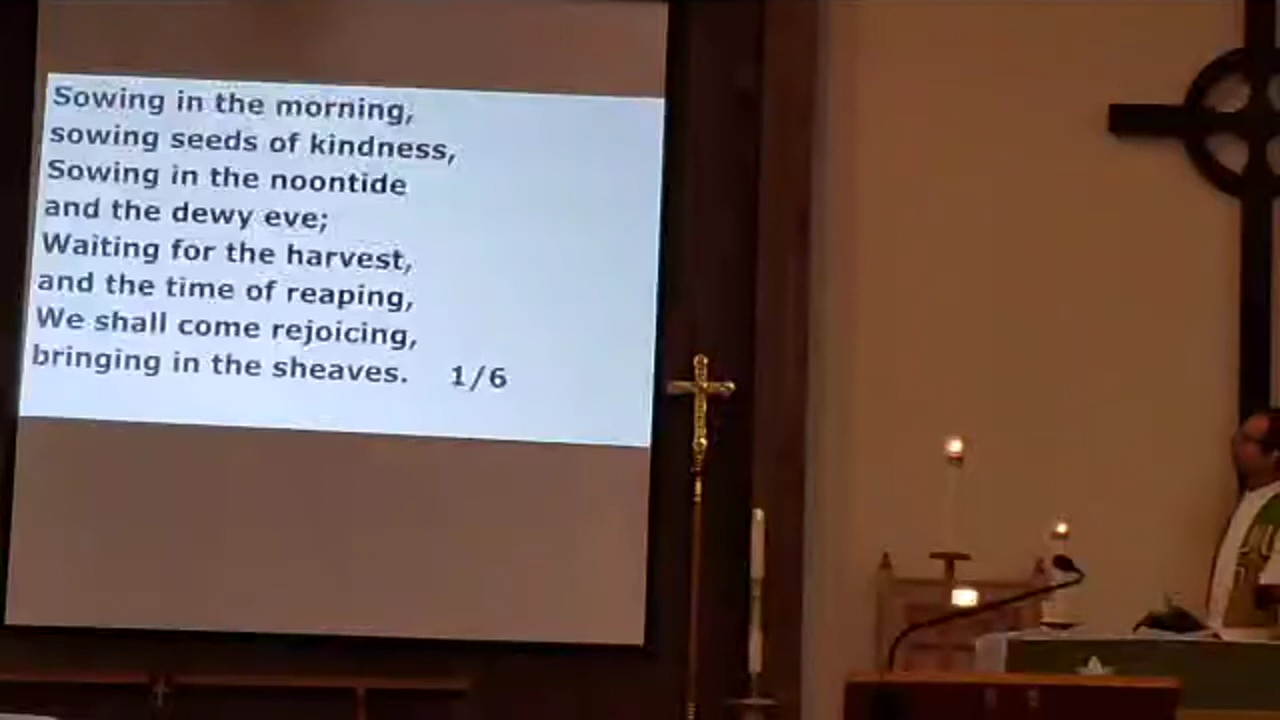 Sowing in the morning,
sowing seeds of kindness,
Sowing in the noontide
and the dewy eve;
Waiting for the harvest,
and the time of reaping,
We shall come rejoicing,
bringing in the sheaves. 1/6